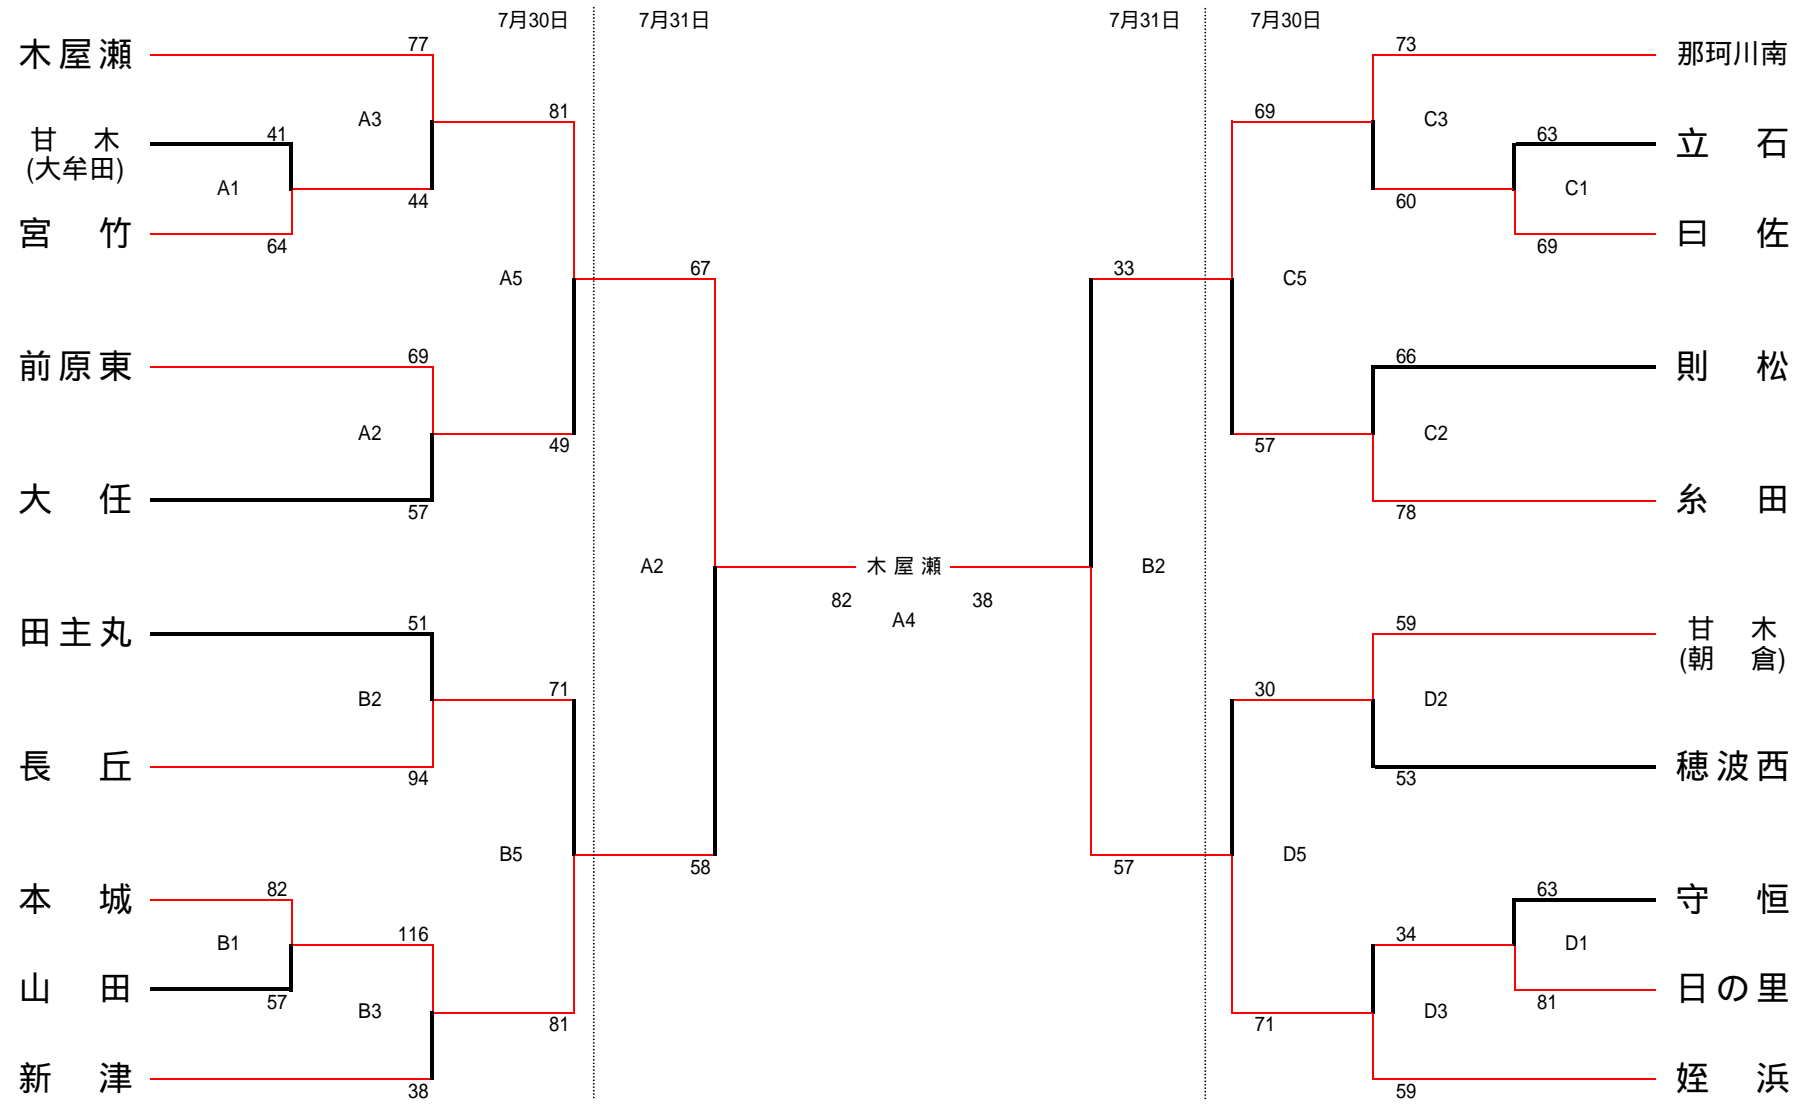 7月30日 7月31日 7月31日 7月30日
木屋瀬 77 73 那珂川南
A3 81 69 C3
甘木 41 63 立石
(大牟田)
A1 44 60 C1
宮竹 64 69 日佐
A5 67 33 C5
前原東 69 66 則松
A2 49 57 C2
大任 57 78 糸田
A2 木屋瀬 B2
82 38
A4
田主丸 51 59 甘木
(朝倉)
B2 71 30 D2
長丘 94 53 穂波西
B5 58 57 D5
本城 82 63 守恒
B1 116 34 D1
山田 57 81 日の里
B3 81 71 D3
新津 38 59 姪浜